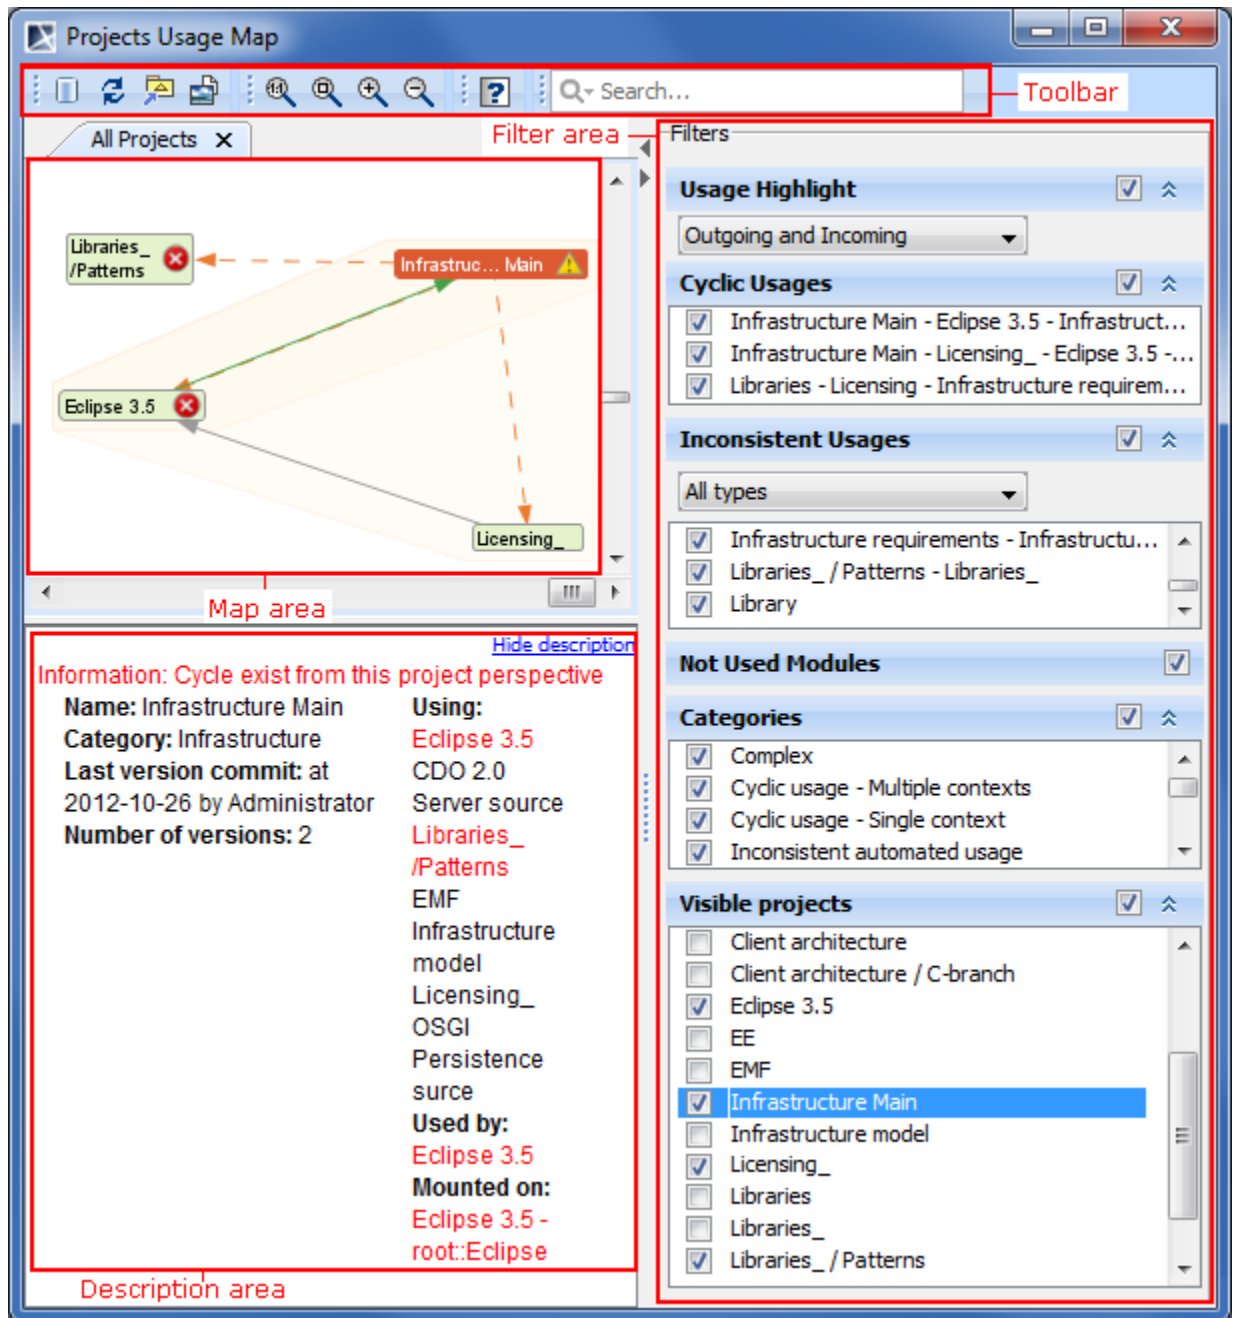 Projects Usage Map
Search...
Toolbar
All Projects
Filter area
Filters
Libraries_
/Patterns
Infrastruc... Main
Eclipse 3.5
Licensing_
Map area
Usage Highlight
Outgoing and Incoming
Cyclic Usages
Infrastructure Main - Eclipse 3.5 - Infrastruct...
Infrastructure Main - Licensing_ - Eclipse 3.5 -...
Libraries - Licensing - Infrastructure requirem...
Inconsistent Usages
All types
Infrastructure requirements - Infrastructu...
Libraries_ / Patterns - Libraries_
Library
Not Used Modules
Categories
Complex
Cyclic usage - Multiple contexts
Cyclic usage - Single context
Inconsistent automated usage
Visible projects
Client architecture
Client architecture / C-branch
Eclipse 3.5
EE
EMF
Infrastructure Main
Infrastructure model
Licensing_
Libraries
Libraries_
Libraries_ / Patterns
Hide description
Information: Cycle exist from this project perspective
Name: Infrastructure Main
Category: Infrastructure
Last version commit: at
2012-10-26 by Administrator
Number of versions: 2
Using:
Eclipse 3.5
CDO 2.0
Server source
Libraries_
/Patterns
EMF
Infrastructure
model
Licensing_
OSGI
Persistence
surce
Used by:
Eclipse 3.5
Mounted on:
Eclipse 3.5 -
root::Eclipse
Description area